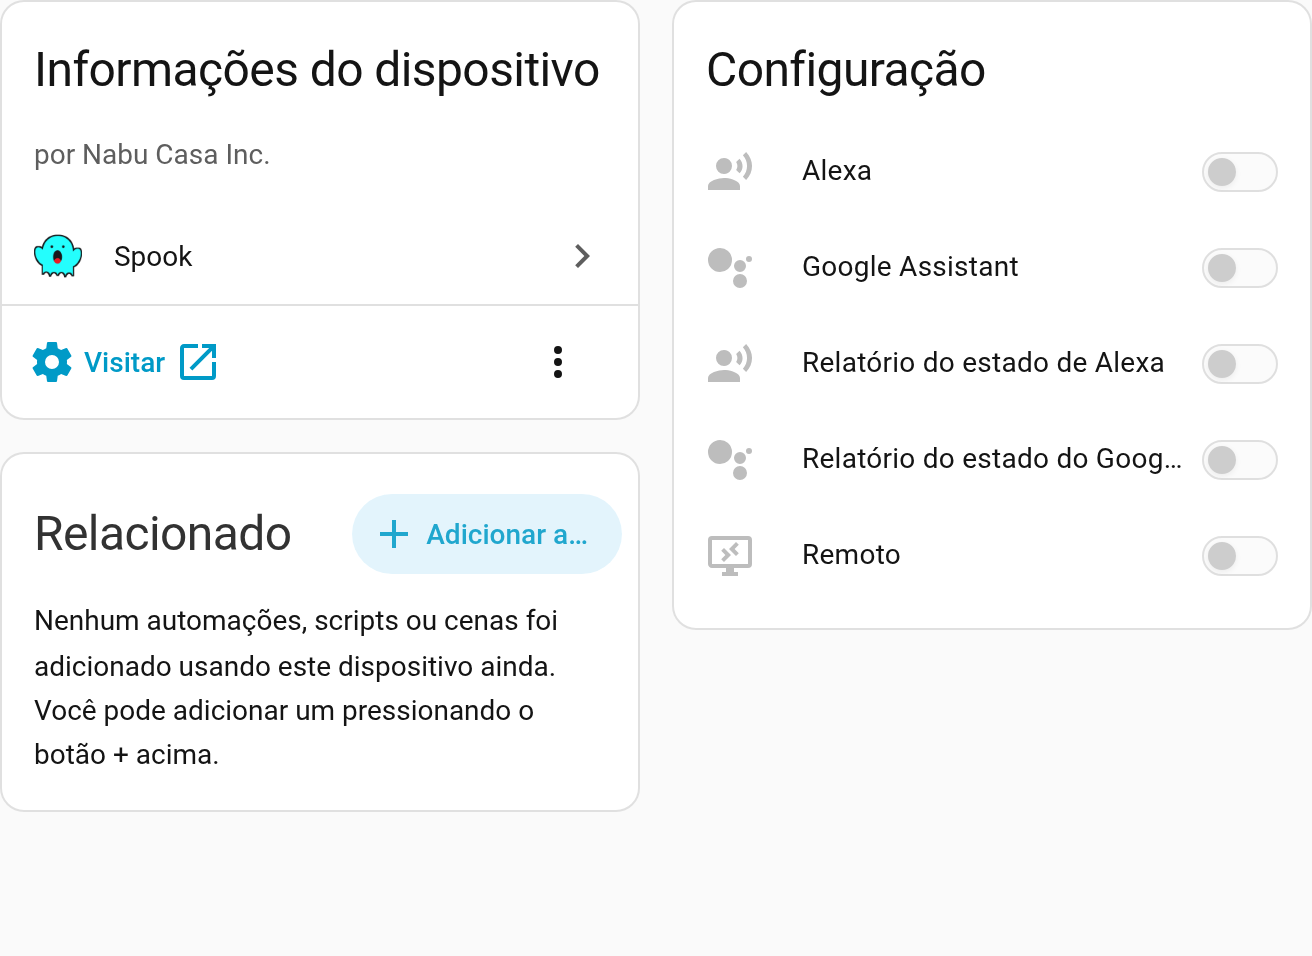 Informações do dispositivo
por Nabu Casa Inc.
Spook
Visitar
Relacionado
Adicionar a...
Nenhum automações, scripts ou cenas foi
adicionado usando este dispositivo ainda.
Você pode adicionar um pressionando o
botão + acima.
Configuração
Alexa
Google Assistant
Relatório do estado de Alexa
Relatório do estado do Goog...
Remoto